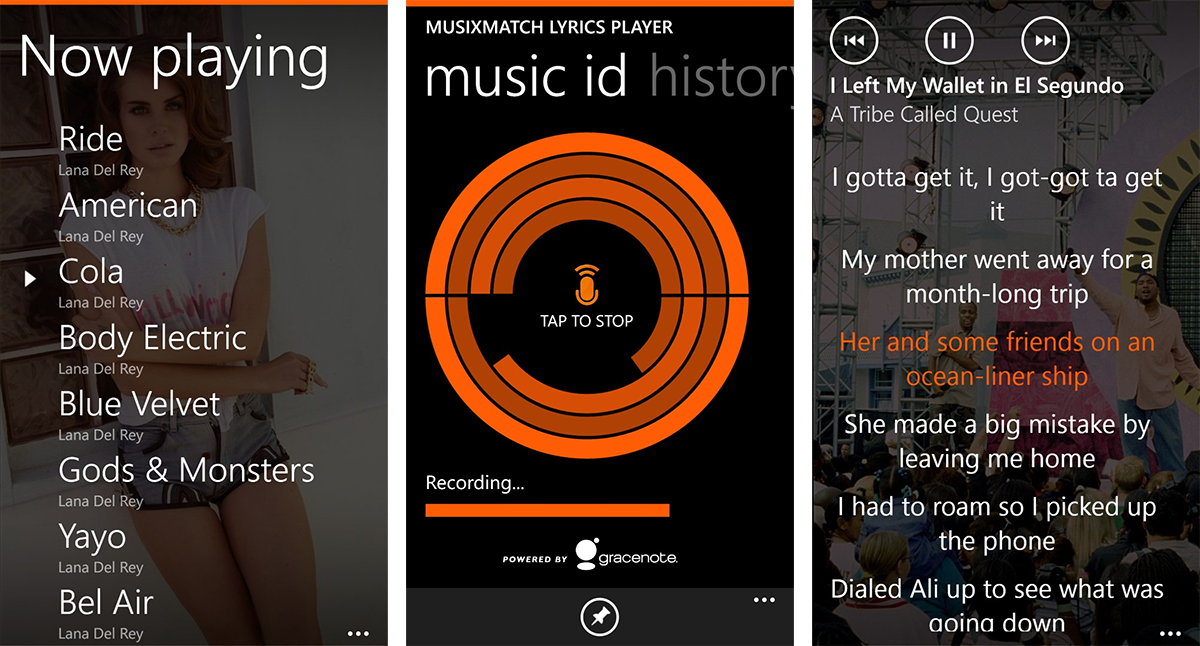 Now playing
Ride
Lana Del Rey
American
Lana Del Rey
Cola
Lana Del Rey
Body Electric
Lana Del Rey
Blue Velvet
Lana Del Rey
Gods & Monsters
Lana Del Rey
Yayo
Lana Del Rey
Bel Air
Lana Del Rey
MUSIXMATCH LYRICS PLAYER
music id history
TAP TO STOP
Recording...
POWERED BY gracenote.
I Left My Wallet in El Segundo
A Tribe Called Quest
I gotta get it, I got-got ta get
it
My mother went away for a
month-long trip
Her and some friends on an
ocean-liner ship
She made a big mistake by
leaving me home
I had to roam so I picked up
the phone
Dialed Ali up to see what was
going down